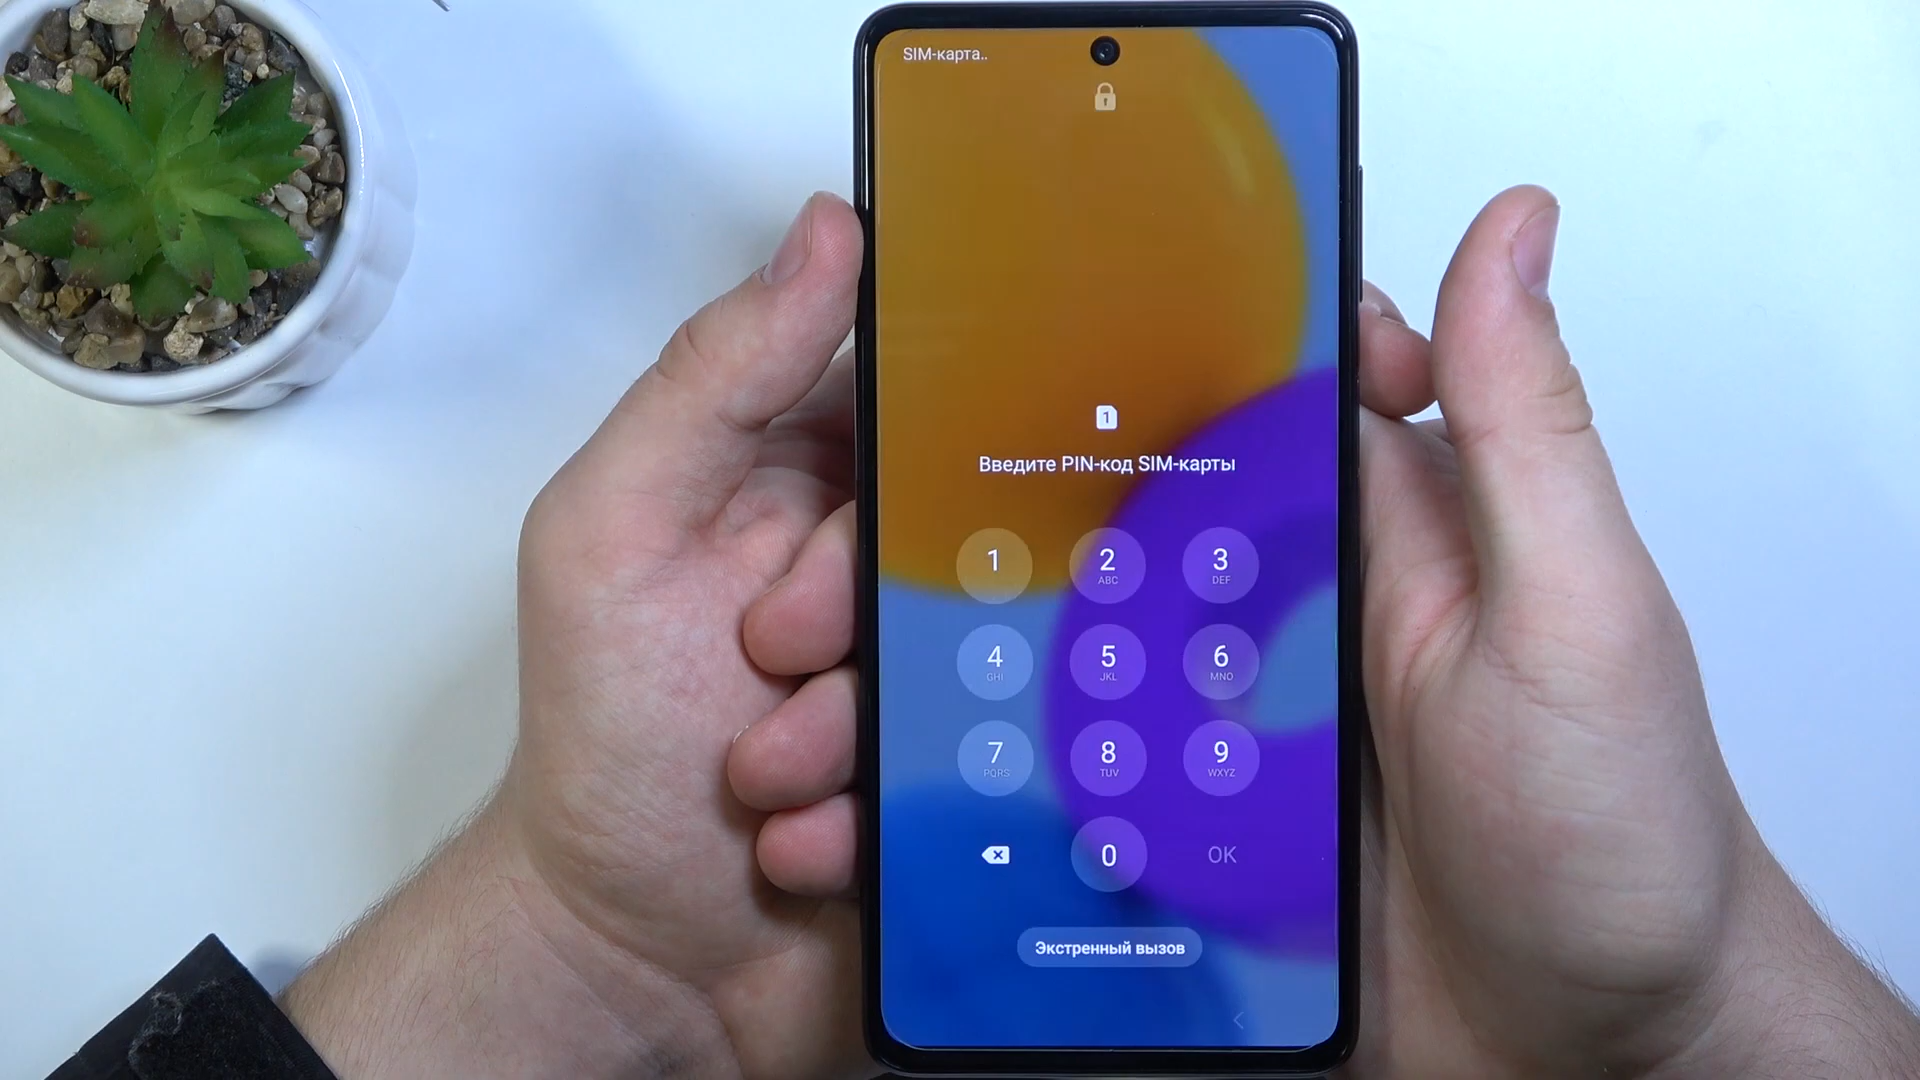 SIM-карта..
1
Введите PIN-код SIM-карты
1 2 3
ABC DEF
4 5 6
GHI JKL MNO
7 8 9
PQRS TUV WXYZ
0 OK
Экстренный вызов